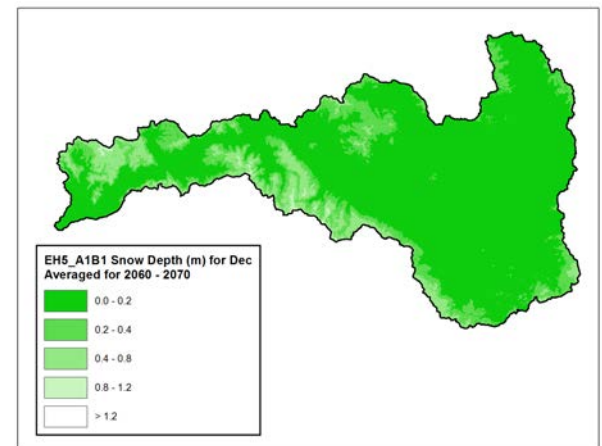 EH5_A1B1 Snow Depth (m) for Dec
Averaged for 2060 - 2070
0.0 - 0.2
0.2 - 0.4
0.4 - 0.8
0.8 - 1.2
> 1.2